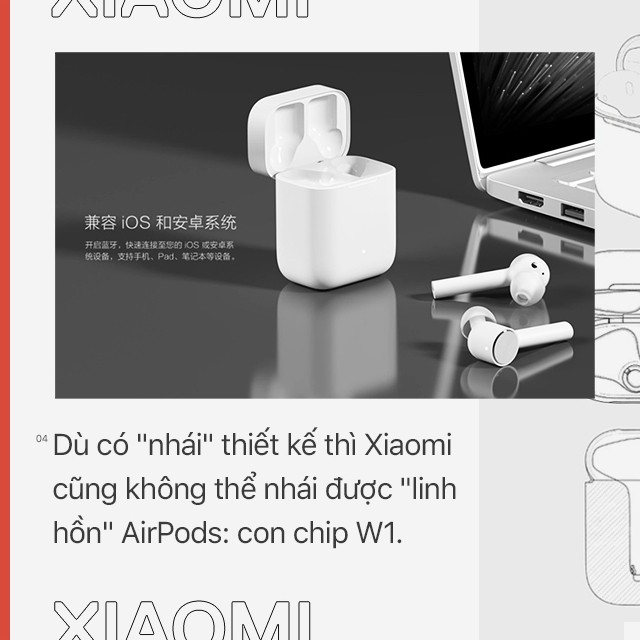 XIAOMI
兼容 iOS 和安卓系统
开启蓝牙，快速连接至您的 iOS 或安卓系
统设备，支持手机、Pad、笔记本等设备。
04
Dù có "nhái" thiết kế thì Xiaomi
cũng không thể nhái được "linh
hồn" AirPods: con chip W1.
XIAOMI